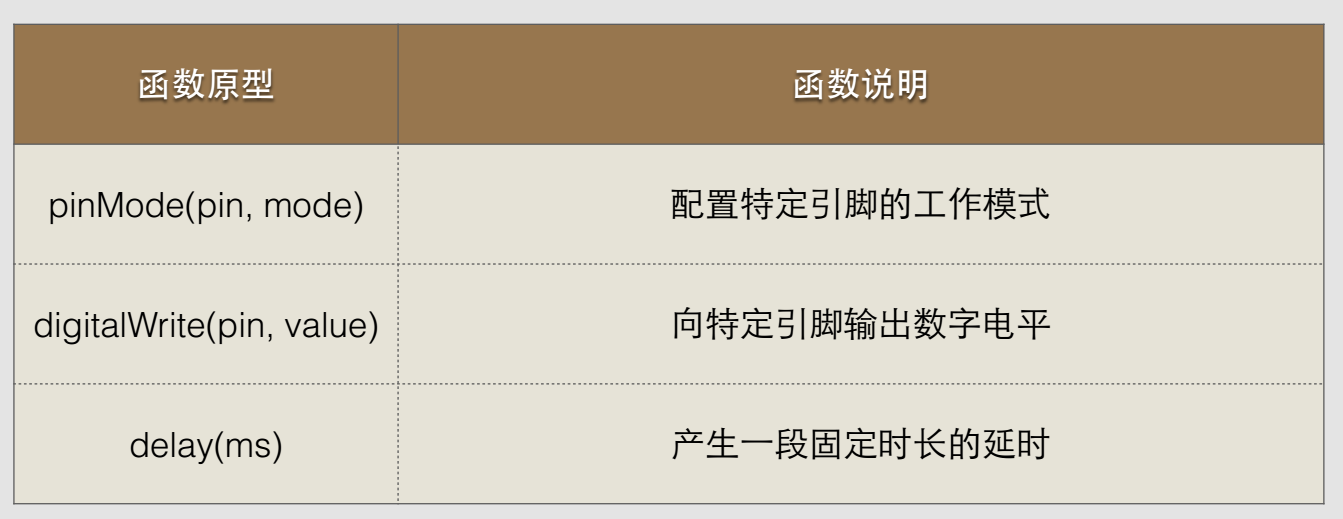 函数原型 函数说明
pinMode(pin, mode) 配置特定引脚的工作模式
digitalWrite(pin, value) 向特定引脚输出数字电平
delay(ms) 产生一段固定时长的延时